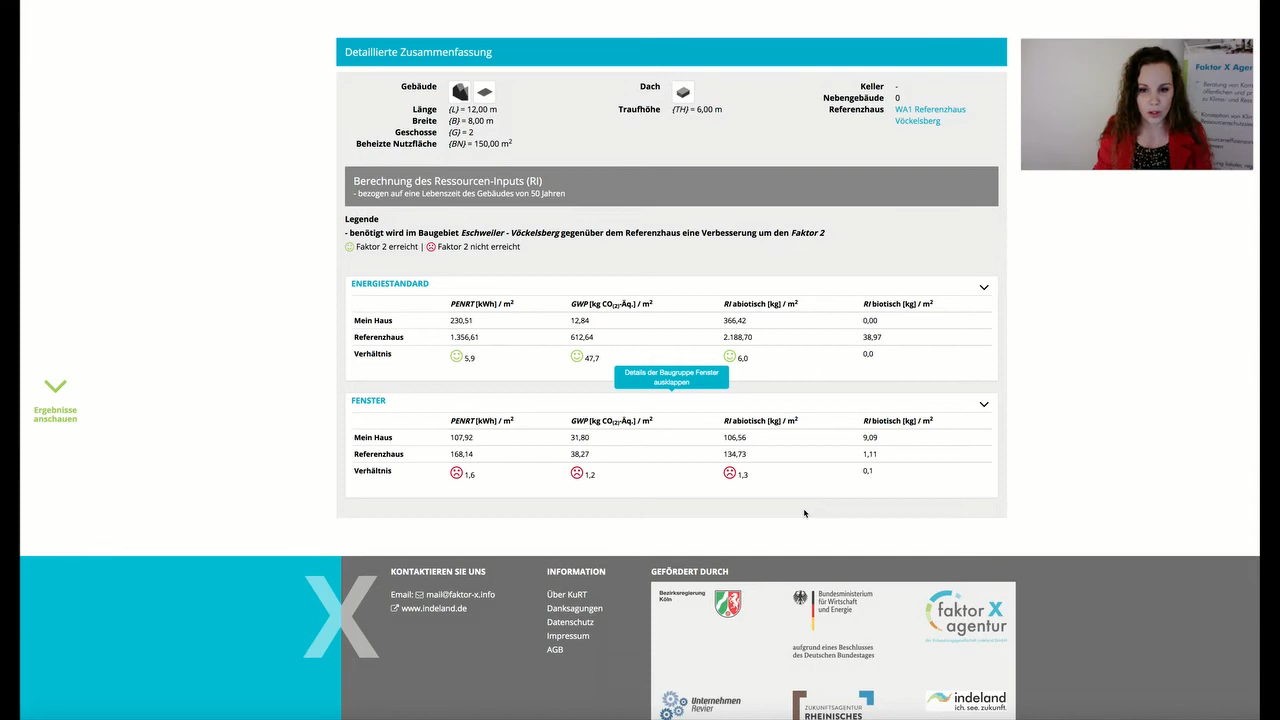 Detaillierte Zusammenfassung
Gebäude
Länge {L} = 12,00 m
Breite {B} = 8,00 m
Geschosse {G} = 2
Beheizte Nutzfläche {BN} = 150,00 m²
Dach
Traufhöhe {TH} = 6,00 m
Keller -
Nebengebäude 0
Referenzhaus WA1 Referenzhaus
Vöckelsberg
Faktor X Agen
Berechnung des Ressourcen-Inputs (RI)
- bezogen auf eine Lebenszeit des Gebäudes von 50 Jahren
Legende
- benötigt wird im Baugebiet Eschweiler - Vöckelsberg gegenüber dem Referenzhaus eine Verbesserung um den Faktor 2
Faktor 2 erreicht | Faktor 2 nicht erreicht
ENERGIESTANDARD
PENRT [kWh] / m² GWP [kg CO(2)-Äq.] / m² RI abiotisch [kg] / m² RI biotisch [kg] / m²
Mein Haus 230,51 12,84 366,42 0,00
Referenzhaus 1.356,61 612,64 2.188,70 38,97
Verhältnis 5,9 47,7 6,0 0,0
Details der Baugruppe Fenster
ausklappen
FENSTER
PENRT [kWh] / m² GWP [kg CO(2)-Äq.] / m² RI abiotisch [kg] / m² RI biotisch [kg] / m²
Mein Haus 107,92 31,80 106,56 9,09
Referenzhaus 168,14 38,27 134,73 1,11
Verhältnis 1,6 1,2 1,3 0,1
Ergebnisse
anschauen
X
KONTAKTIEREN SIE UNS
Email: mail@faktor-x.info
www.indeland.de
INFORMATION
Über KuRT
Danksagungen
Datenschutz
Impressum
AGB
GEFÖRDERT DURCH
Bezirksregierung
Köln
Bundesministerium
für Wirtschaft
und Energie
aufgrund eines Beschlusses
des Deutschen Bundestages
faktor X
agentur
Unternehmen
Revier
ZUKUNFTSAGENTUR
RHEINISCHES
indeland
ich. see. zukunft.